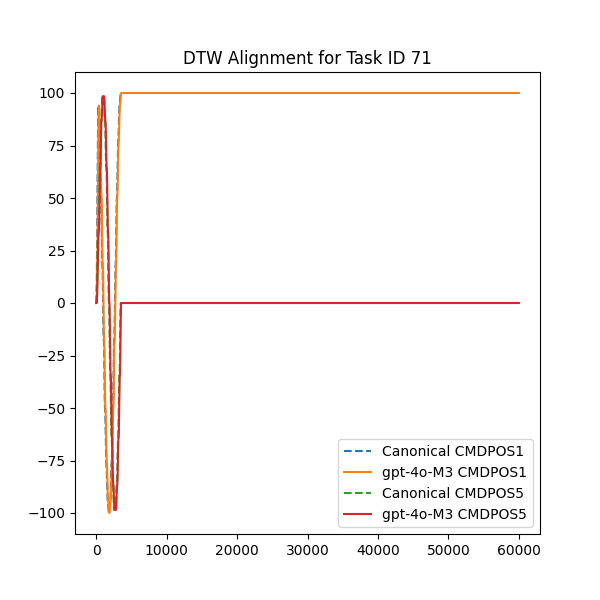 DTW Alignment for Task ID 71
100
75
50
25
0
−25
−50
−75
−100
0 10000 20000 30000 40000 50000 60000
Canonical CMDPOS1
gpt-4o-M3 CMDPOS1
Canonical CMDPOS5
gpt-4o-M3 CMDPOS5